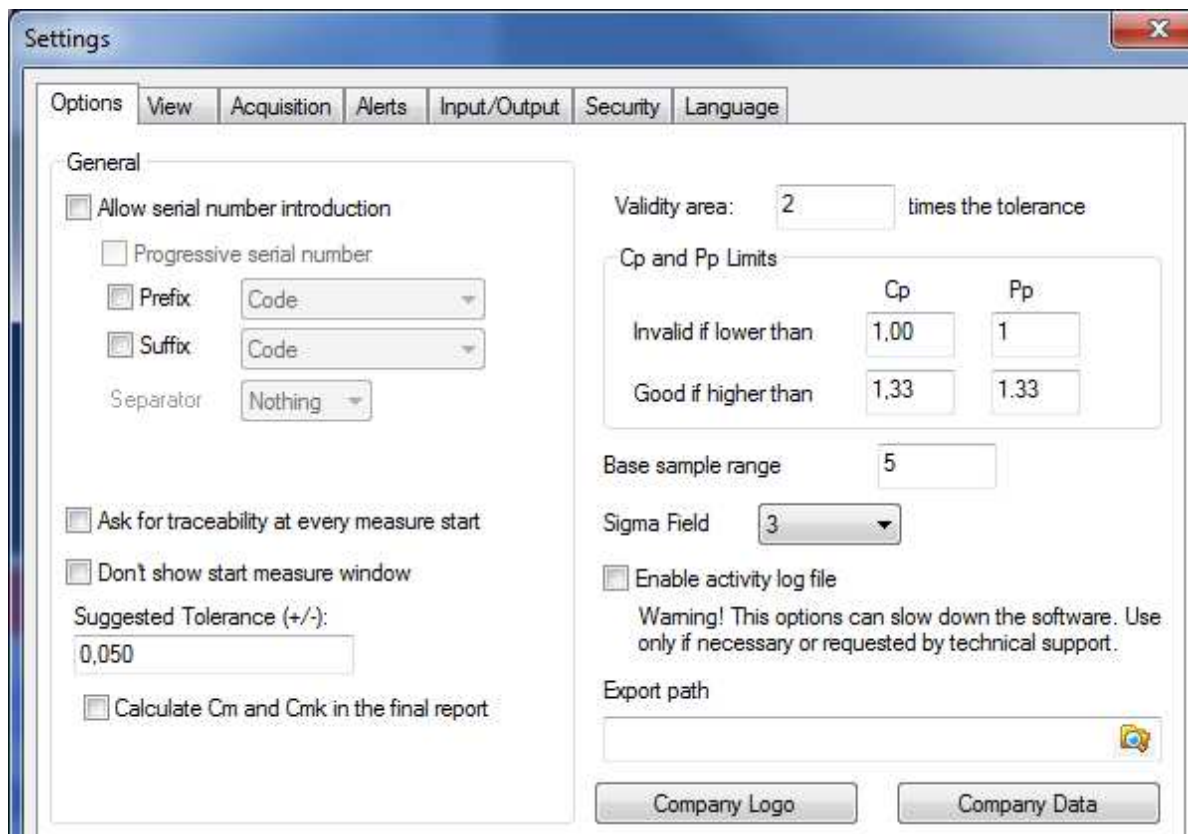 Settings
Options View Acquisition Alerts Input/Output Security Language
General
Allow serial number introduction
Progressive serial number
Prefix Code
Suffix Code
Separator Nothing
Ask for traceability at every measure start
Don't show start measure window
Suggested Tolerance (+/-):
0,050
Calculate Cm and Cmk in the final report
Validity area: 2 times the tolerance
Cp and Pp Limits
Cp Pp
Invalid if lower than 1,00 1
Good if higher than 1,33 1.33
Base sample range 5
Sigma Field 3
Enable activity log file
Warning! This options can slow down the software. Use
only if necessary or requested by technical support.
Export path
Company Logo Company Data